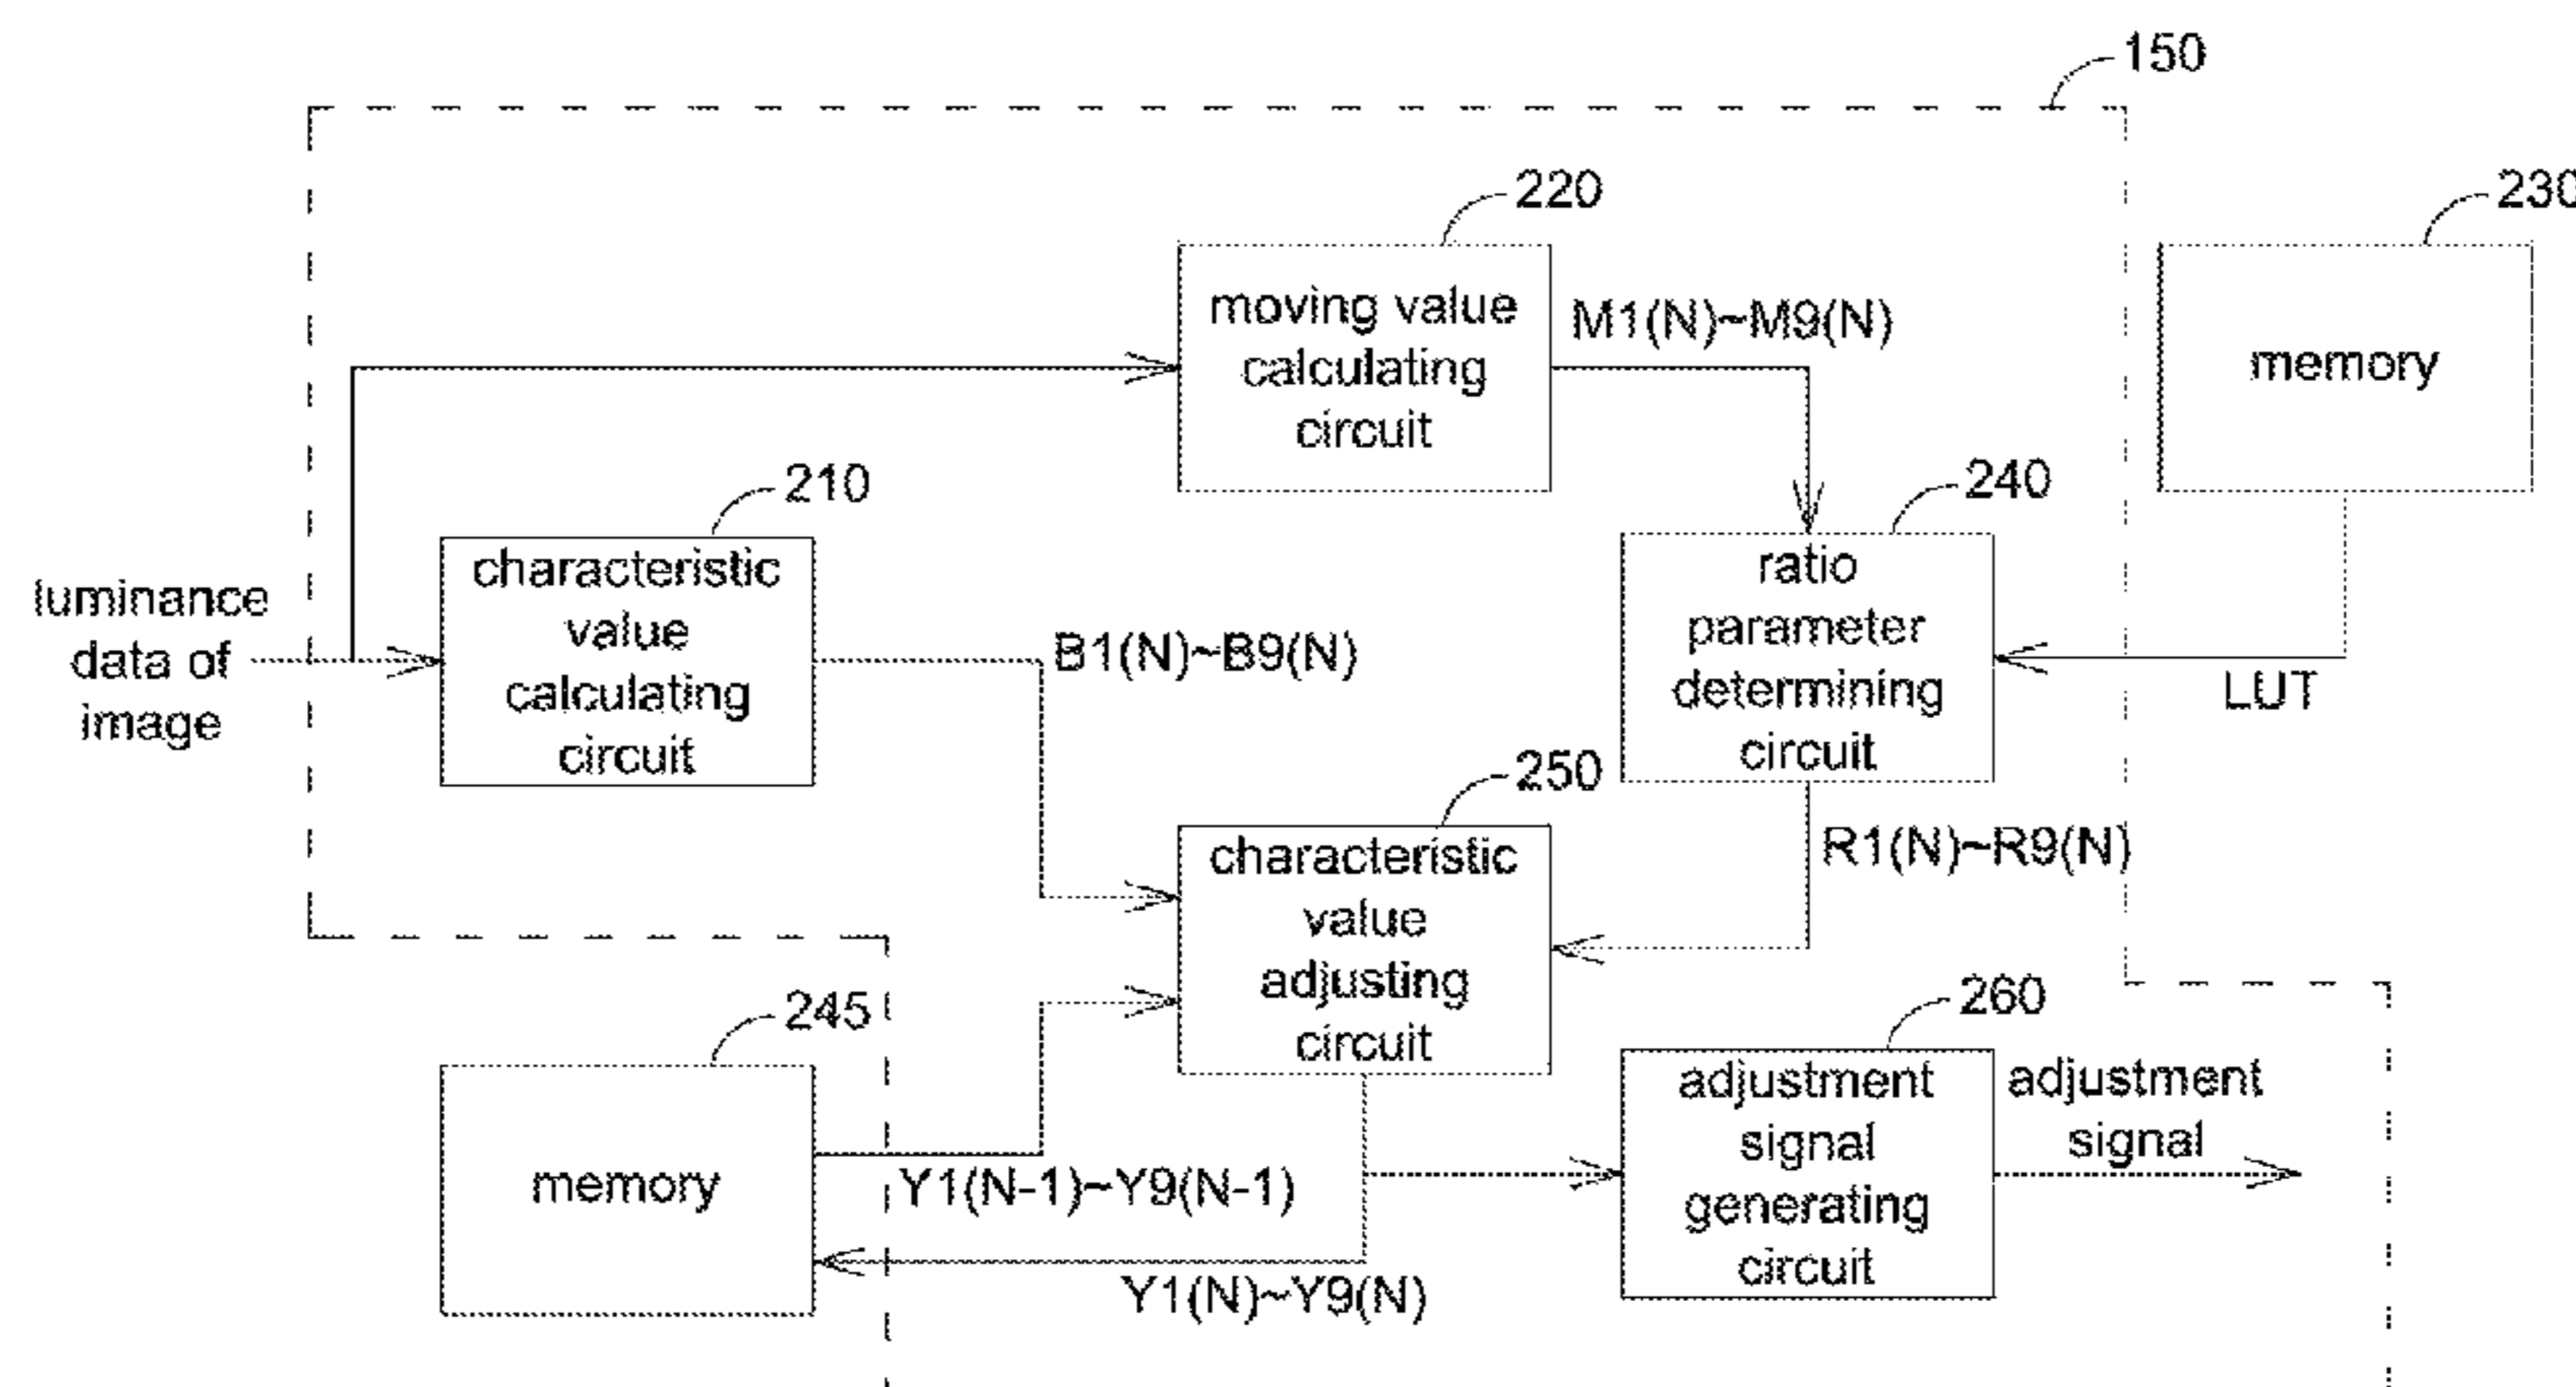 150
220
230
moving value
calculating
circuit
M1(N)~M9(N)
memory
210
240
characteristic
value
calculating
circuit
luminance
data of
image
B1(N)~B9(N)
ratio
parameter
determining
circuit
LUT
250
characteristic
value
adjusting
circuit
R1(N)~R9(N)
245
260
memory
Y1(N-1)~Y9(N-1)
adjustment
signal
generating
circuit
adjustment
signal
Y1(N)~Y9(N)